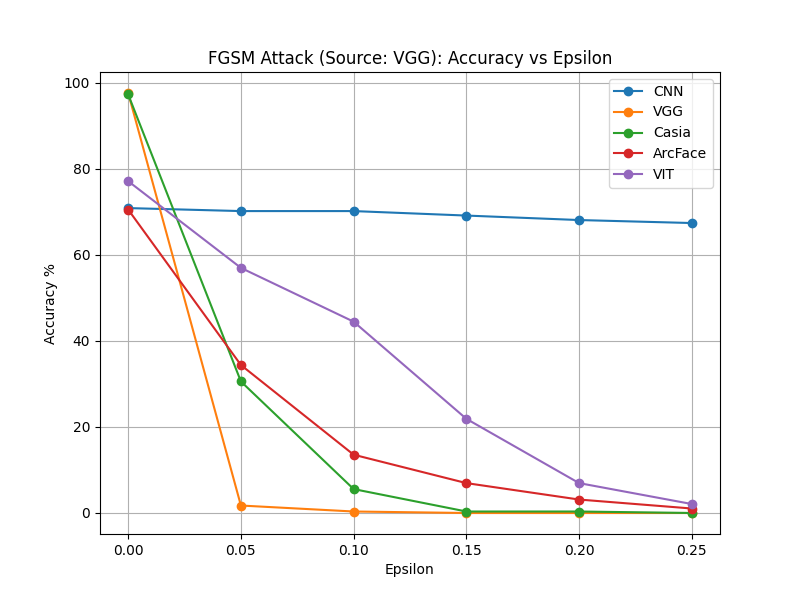 FGSM Attack (Source: VGG): Accuracy vs Epsilon
100
80
60
40
20
0
Accuracy %
CNN
VGG
Casia
ArcFace
VIT
0.00 0.05 0.10 0.15 0.20 0.25
Epsilon